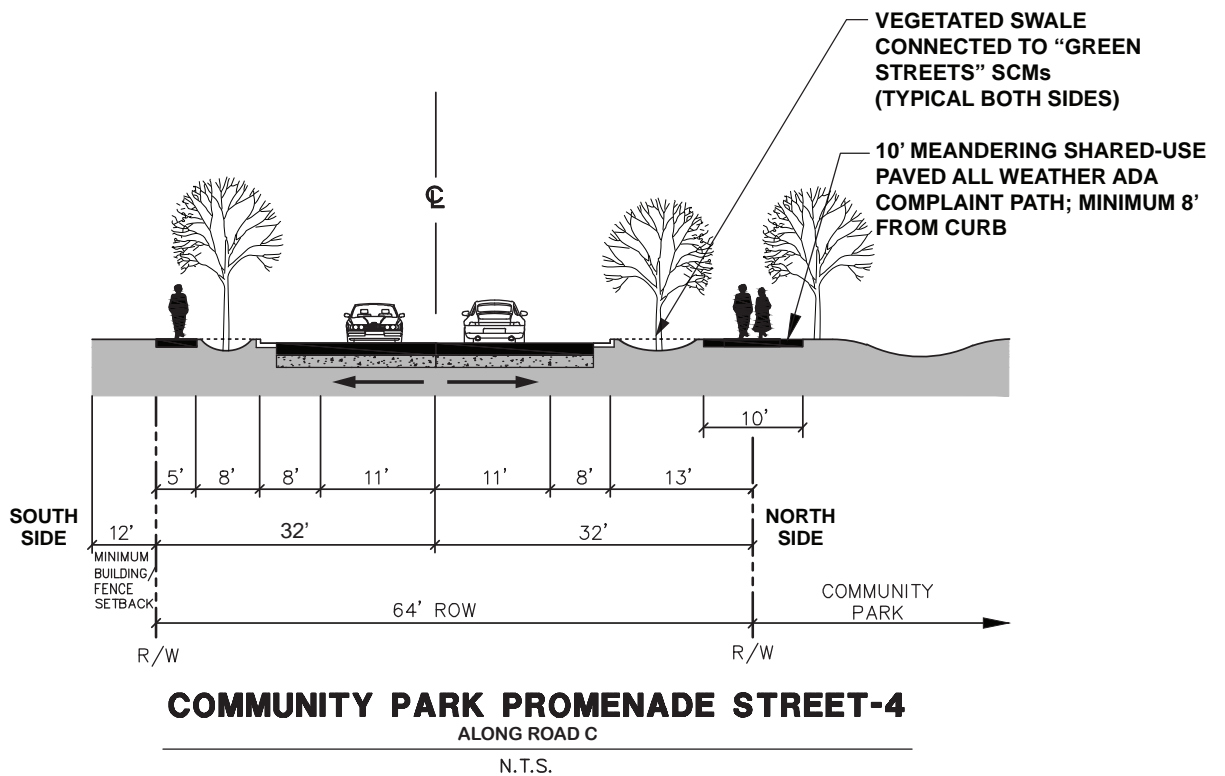 VEGETATED SWALE
CONNECTED TO “GREEN
STREETS” SCMs
(TYPICAL BOTH SIDES)
10’ MEANDERING SHARED-USE
PAVED ALL WEATHER ADA
COMPLAINT PATH; MINIMUM 8’
FROM CURB
℄
10'
5' 8' 8' 11' 11' 8' 13'
SOUTH
SIDE
12' 32' 32'
NORTH
SIDE
MINIMUM
BUILDING/
FENCE
SETBACK
64' ROW
COMMUNITY
PARK
R/W R/W
COMMUNITY PARK PROMENADE STREET-4
ALONG ROAD C
N.T.S.